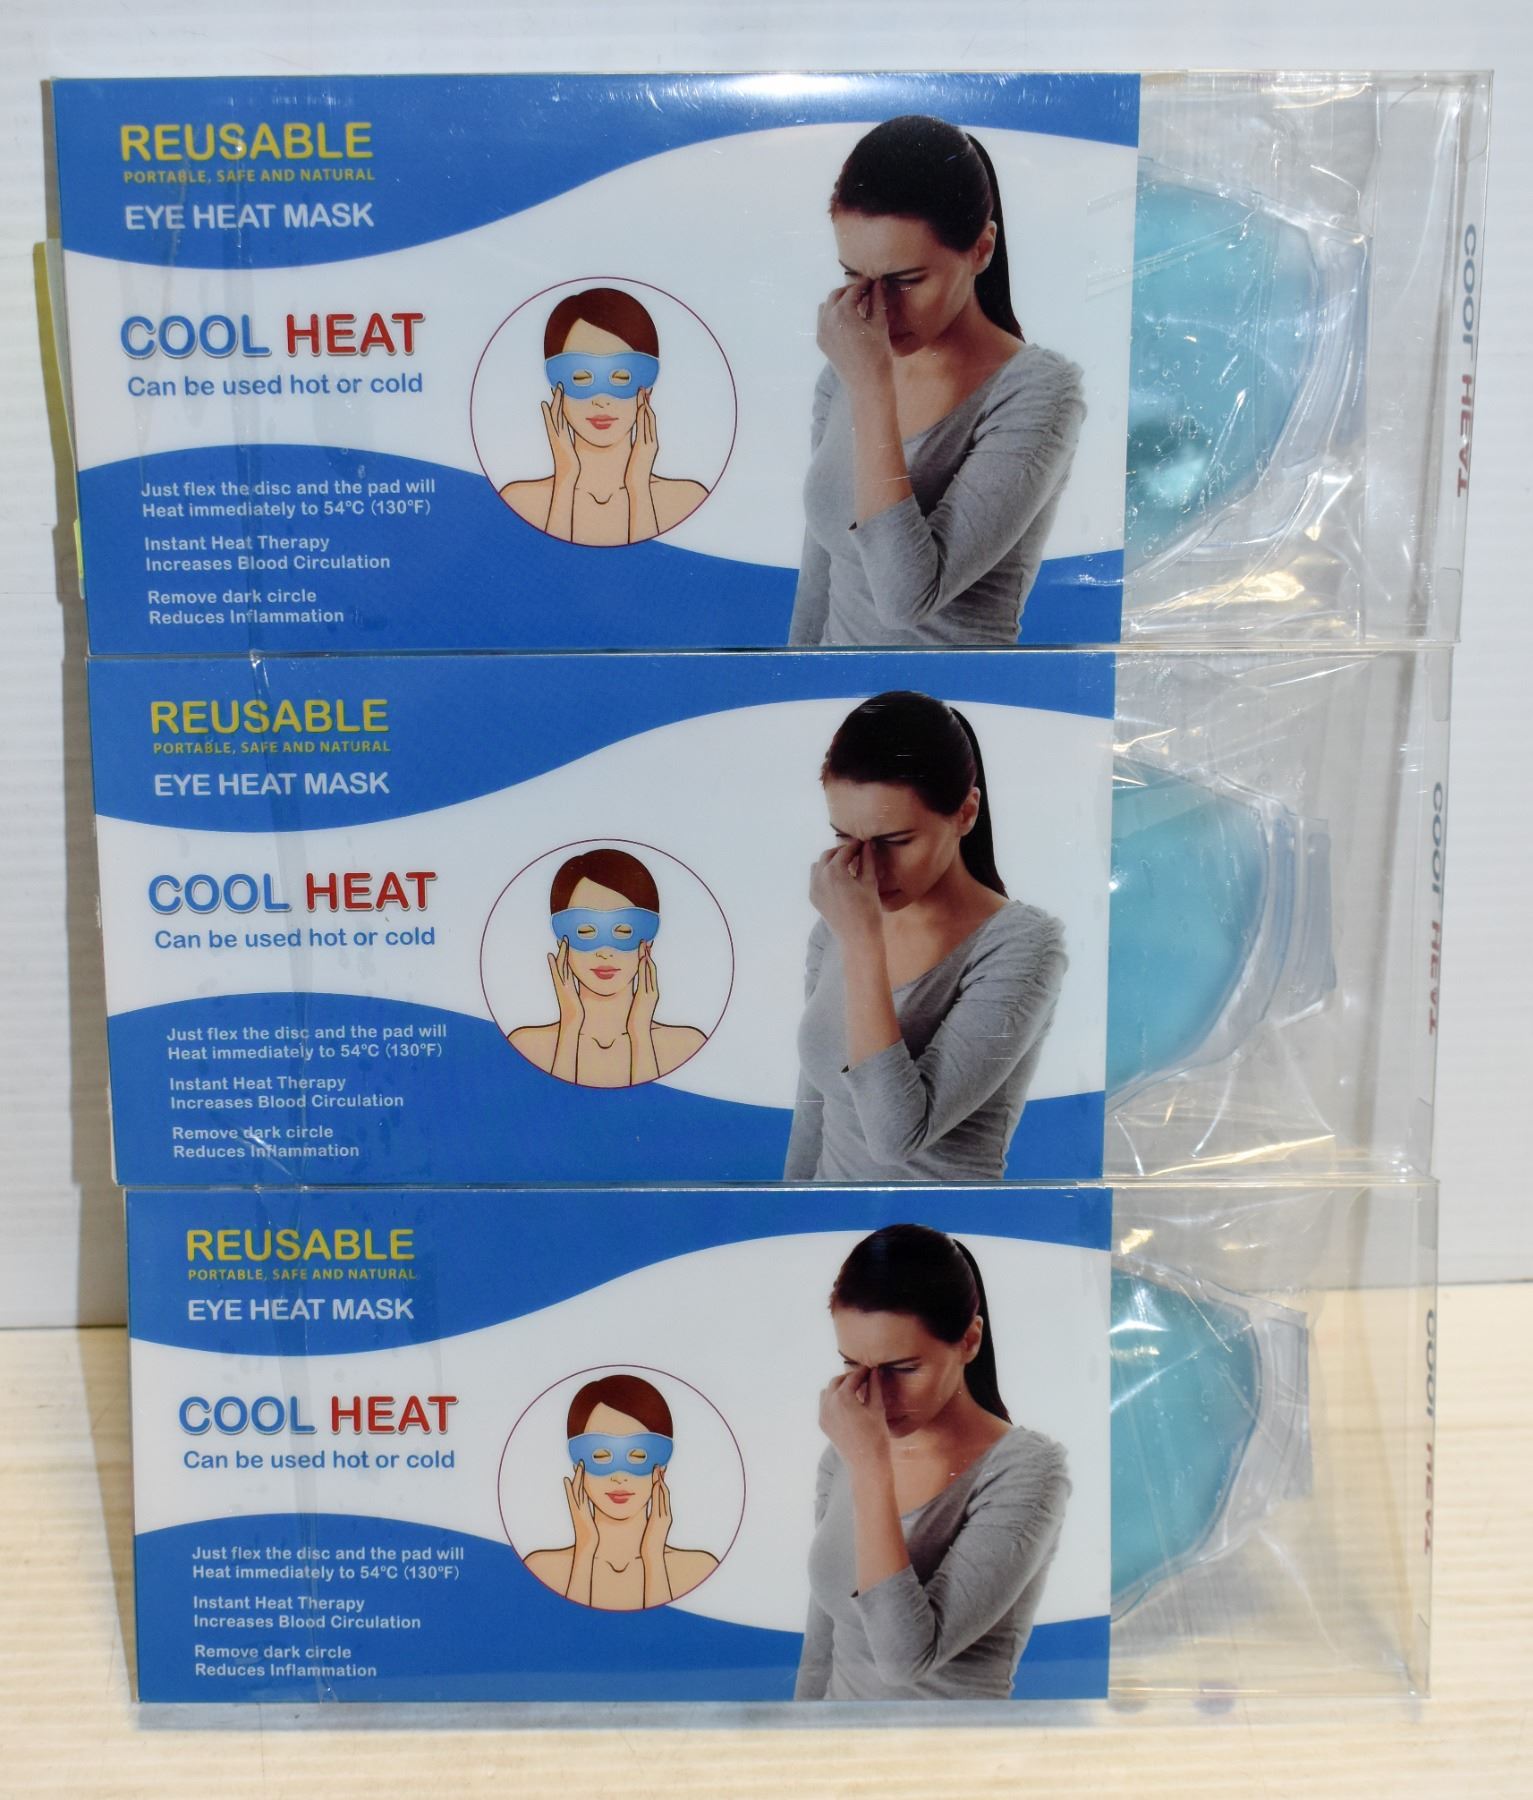 REUSABLE
PORTABLE, SAFE AND NATURAL
EYE HEAT MASK
COOL HEAT
Can be used hot or cold
Just flex the disc and the pad will
Heat immediately to 54°C (130°F)
Instant Heat Therapy
Increases Blood Circulation
Remove dark circle
Reduces Inflammation
COOL HEAT
REUSABLE
PORTABLE, SAFE AND NATURAL
EYE HEAT MASK
COOL HEAT
Can be used hot or cold
Just flex the disc and the pad will
Heat immediately to 54°C (130°F)
Instant Heat Therapy
Increases Blood Circulation
Remove dark circle
Reduces Inflammation
COOL HEAT
REUSABLE
PORTABLE, SAFE AND NATURAL
EYE HEAT MASK
COOL HEAT
Can be used hot or cold
Just flex the disc and the pad will
Heat immediately to 54°C (130°F)
Instant Heat Therapy
Increases Blood Circulation
Remove dark circle
Reduces Inflammation
COOL HEAT